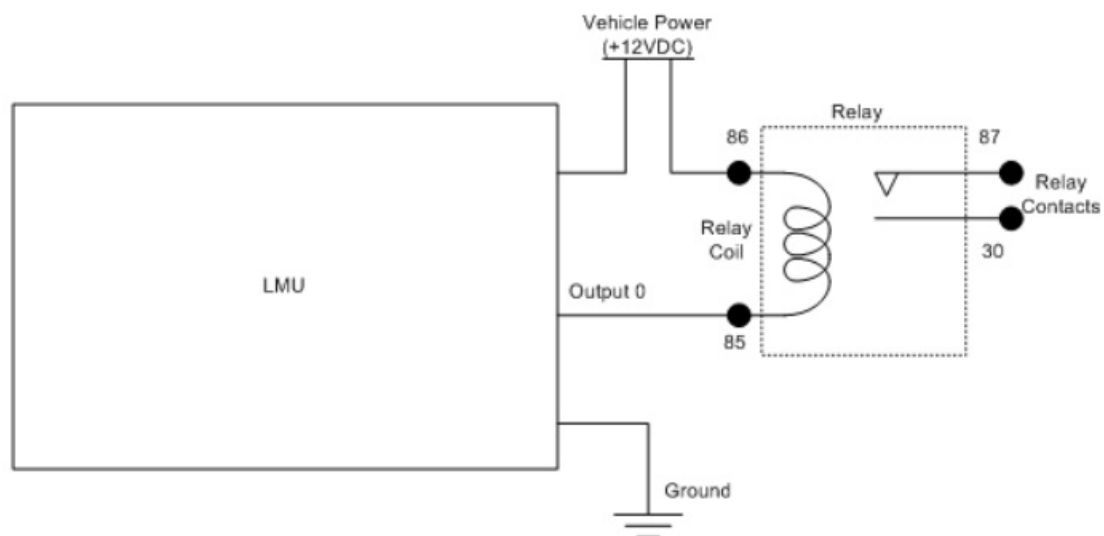 Vehicle Power
(+12VDC)
Relay
86
87
Relay
Contacts
Relay
Coil
30
LMU
Output 0
85
Ground